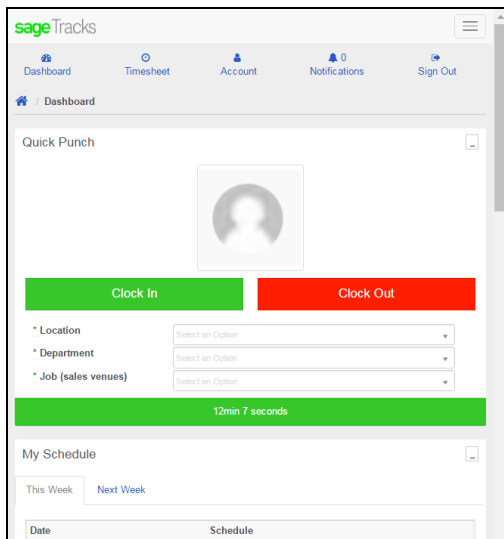 sageTracks
Dashboard Timesheet Account 0 Notifications Sign Out
/ Dashboard
Quick Punch
Clock In Clock Out
* Location Select an Option
* Department Select an Option
* Job (sales venues) Select an Option
12min 7 seconds
My Schedule
This Week Next Week
Date Schedule